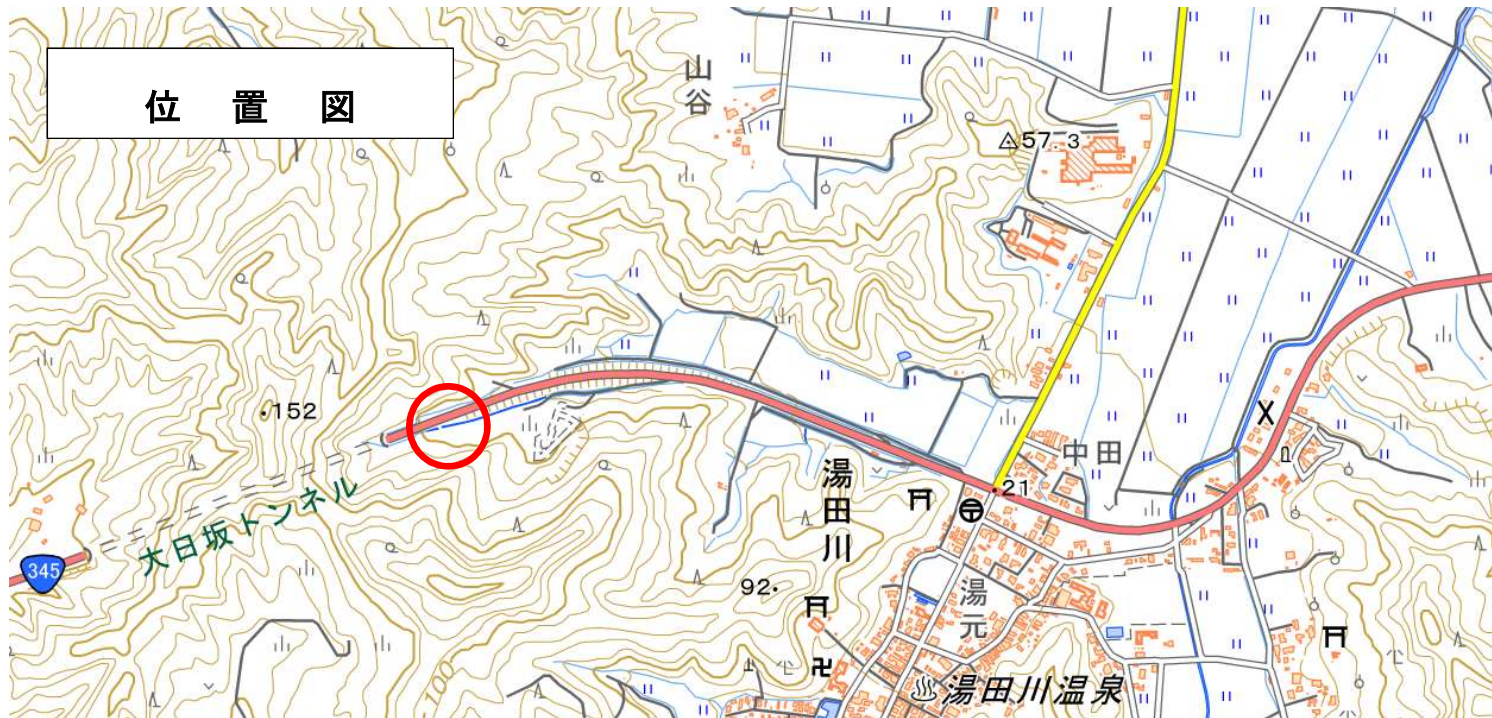 位 置 図
山谷
57.3
152
大日坂トンネル
345
湯田川
中田
21
92
湯元
100
湯田川温泉